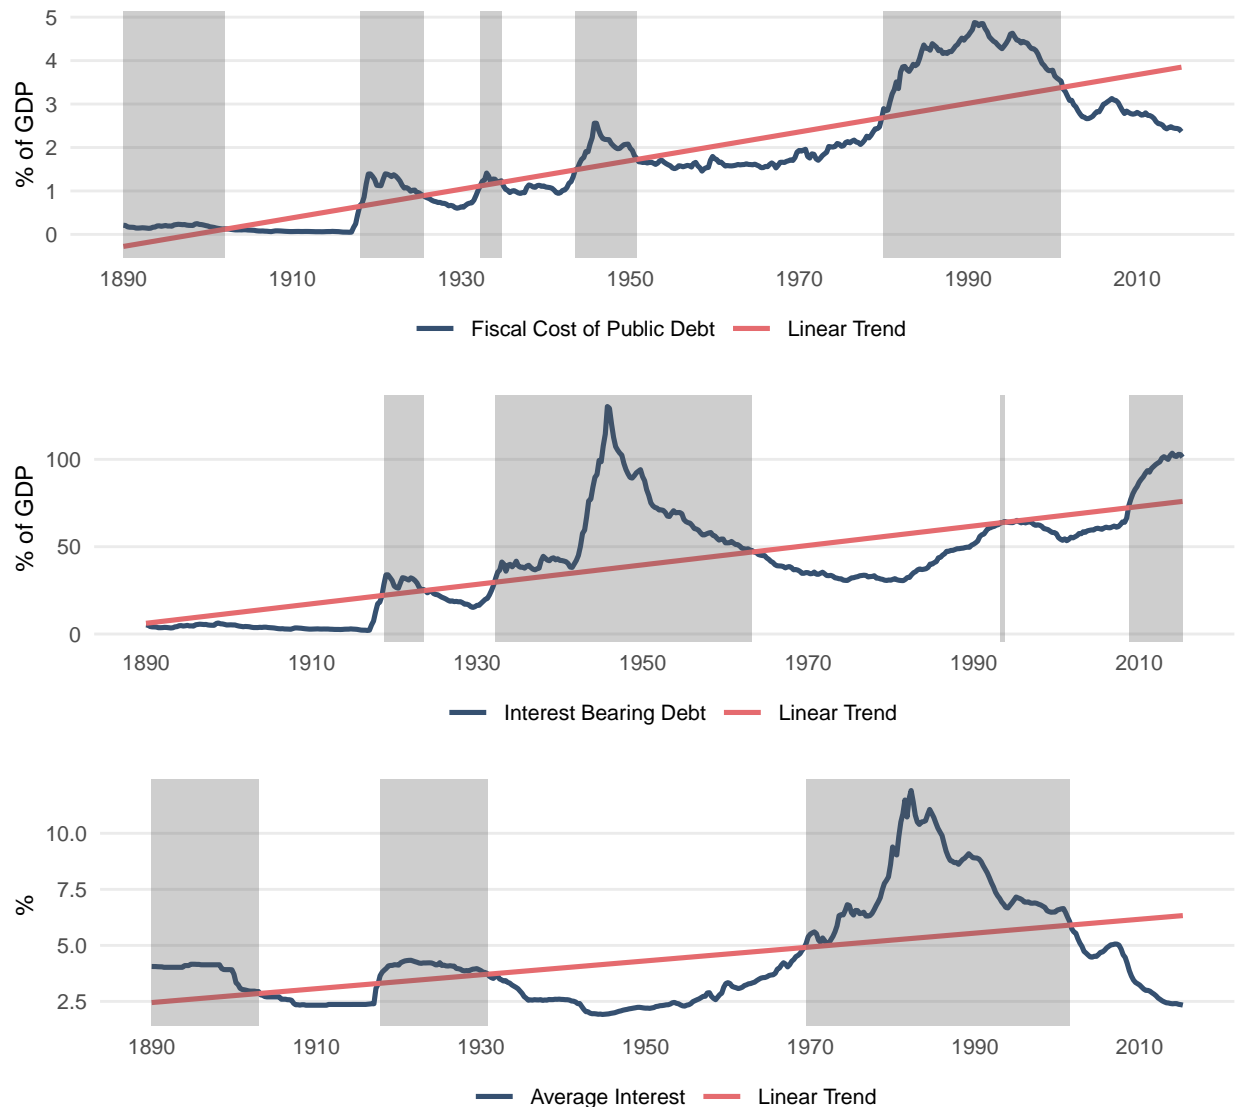 5
4
3
2
1
0
% of GDP
1890 1910 1930 1950 1970 1990 2010
Fiscal Cost of Public Debt Linear Trend
100
50
0
% of GDP
1890 1910 1930 1950 1970 1990 2010
Interest Bearing Debt Linear Trend
10.0
7.5
5.0
2.5
%
1890 1910 1930 1950 1970 1990 2010
Average Interest Linear Trend